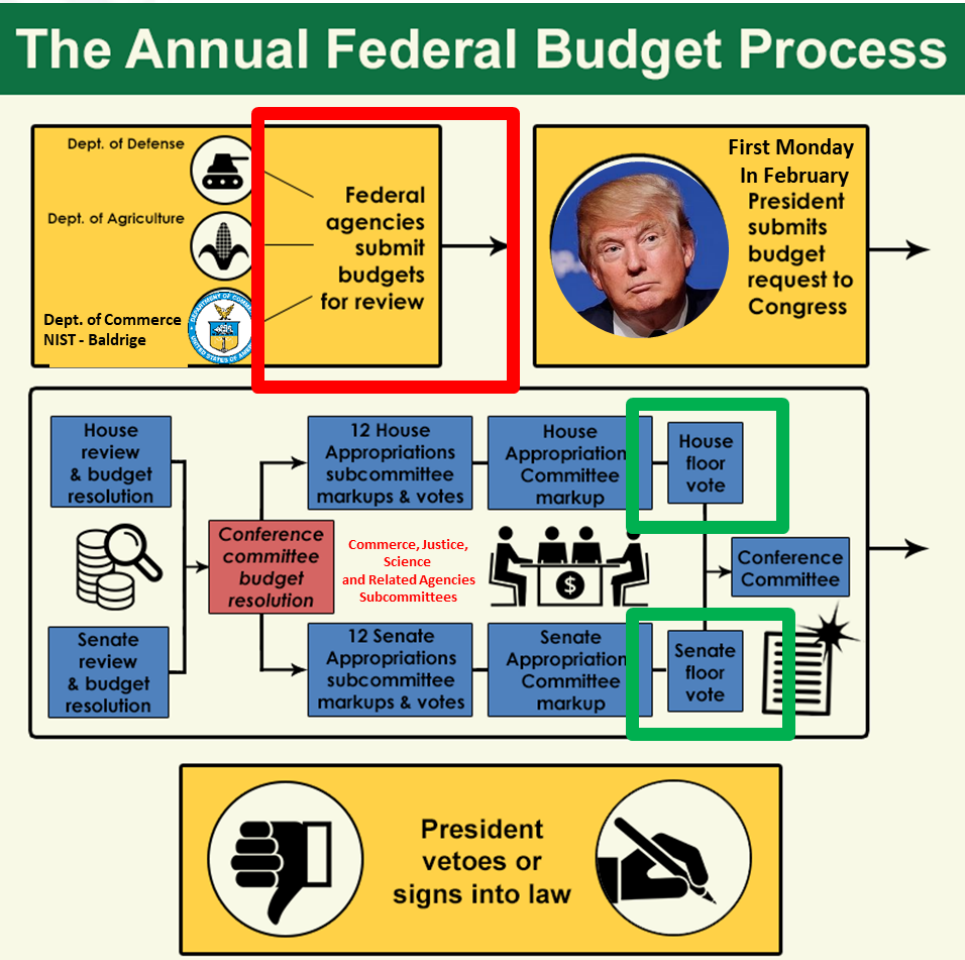 The Annual Federal Budget Process
Dept. of Defense
Dept. of Agriculture
Dept. of Commerce
NIST - Baldrige
Federal
agencies
submit
budgets
for review
First Monday
In February
President
submits
budget
request to
Congress
House
review
& budget
resolution
Senate
review
& budget
resolution
Conference
committee
budget
resolution
12 House
Appropriations
subcommittee
markups & votes
Commerce, Justice,
Science
and Related Agencies
Subcommittees
12 Senate
Appropriations
subcommittee
markups & votes
House
Appropriation
Committee
markup
$
Senate
Appropriation
Committee
markup
House
floor
vote
Senate
floor
vote
Conference
Committee
President
vetoes or
signs into law